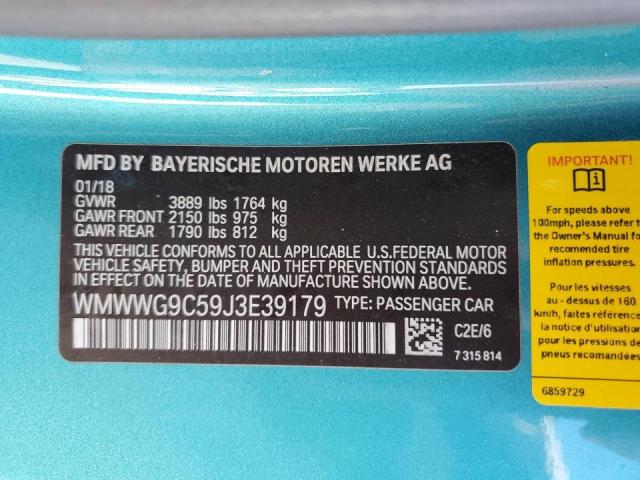 MFD BY BAYERISCHE MOTOREN WERKE AG
01/18
GVWR 3889 lbs 1764 kg
GAWR FRONT 2150 lbs 975 kg
GAWR REAR 1790 lbs 812 kg
THIS VEHICLE CONFORMS TO ALL APPLICABLE U.S.FEDERAL MOTOR
VEHICLE SAFETY, BUMPER AND THEFT PREVENTION STANDARDS
IN EFFECT ON THE DATE OF MANUFACTURE SHOWN ABOVE.
WMWWG9C59J3E39179 TYPE: PASSENGER CAR
C2E/6
7 315 814
IMPORTANT!
For speeds above
100mph, please refer t
the Owner's Manual fo
recomended tire
inflation pressures.
Pour les vitesses
au - dessus de 160
km/h, faites honneur d
la notice d'utilisation
pour les pressions de
pneus recomandées
6859729